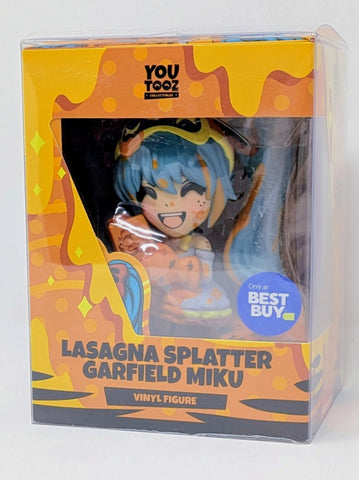 YOU
TOOZ
COLLECTIBLES
Only at
BEST
BUY
LASAGNA SPLATTER
GARFIELD MIKU
VINYL FIGURE